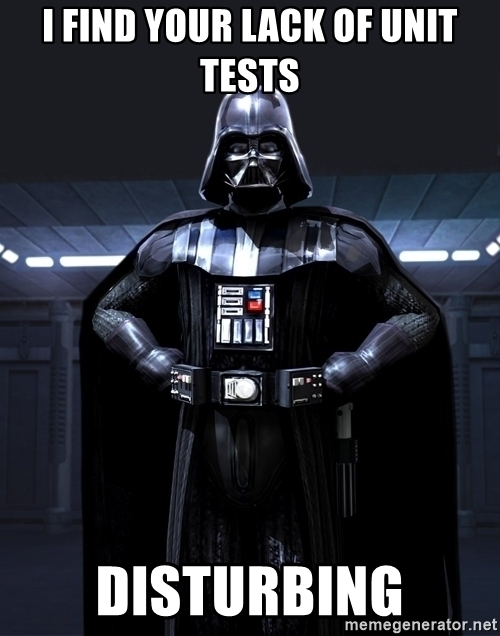 I FIND YOUR LACK OF UNIT
TESTS
DISTURBING
memegenerator.net